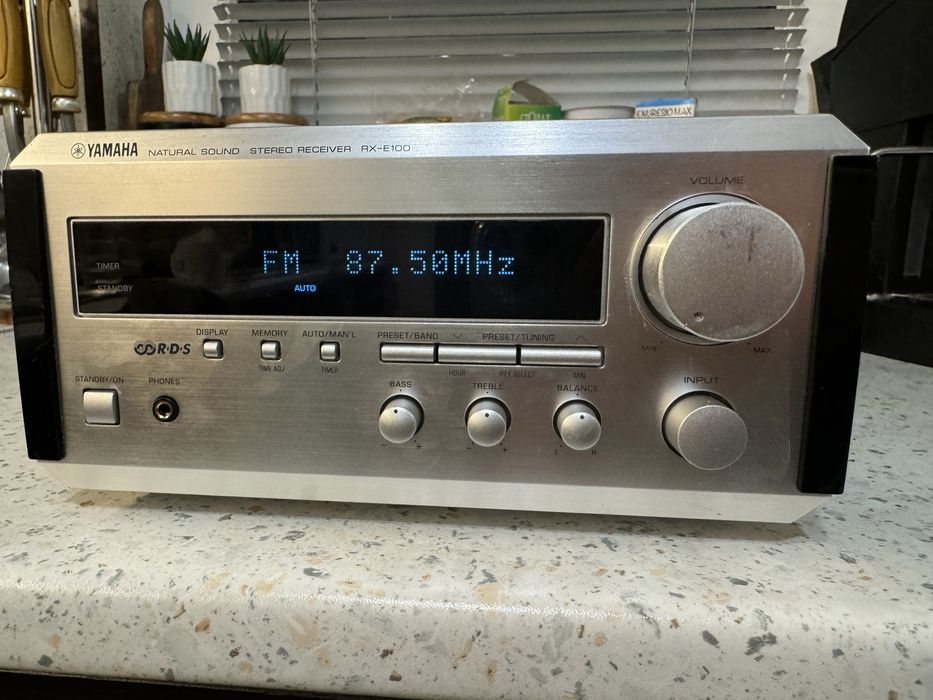 ENURESIO MAX
YAMAHA NATURAL SOUND STEREO RECEIVER RX-E100
VOLUME
TIMER
STANDBY
FM 87.50MHz
AUTO
MIN
MAX
R·D·S
DISPLAY
MEMORY
TIME ADJ
AUTO/MAN'L
TIMER
PRESET/BAND
PRESET/TUNING
HOUR
PTY SELECT
MIN
STANDBY/ON
PHONES
BASS
- +
TREBLE
- +
BALANCE
L R
INPUT